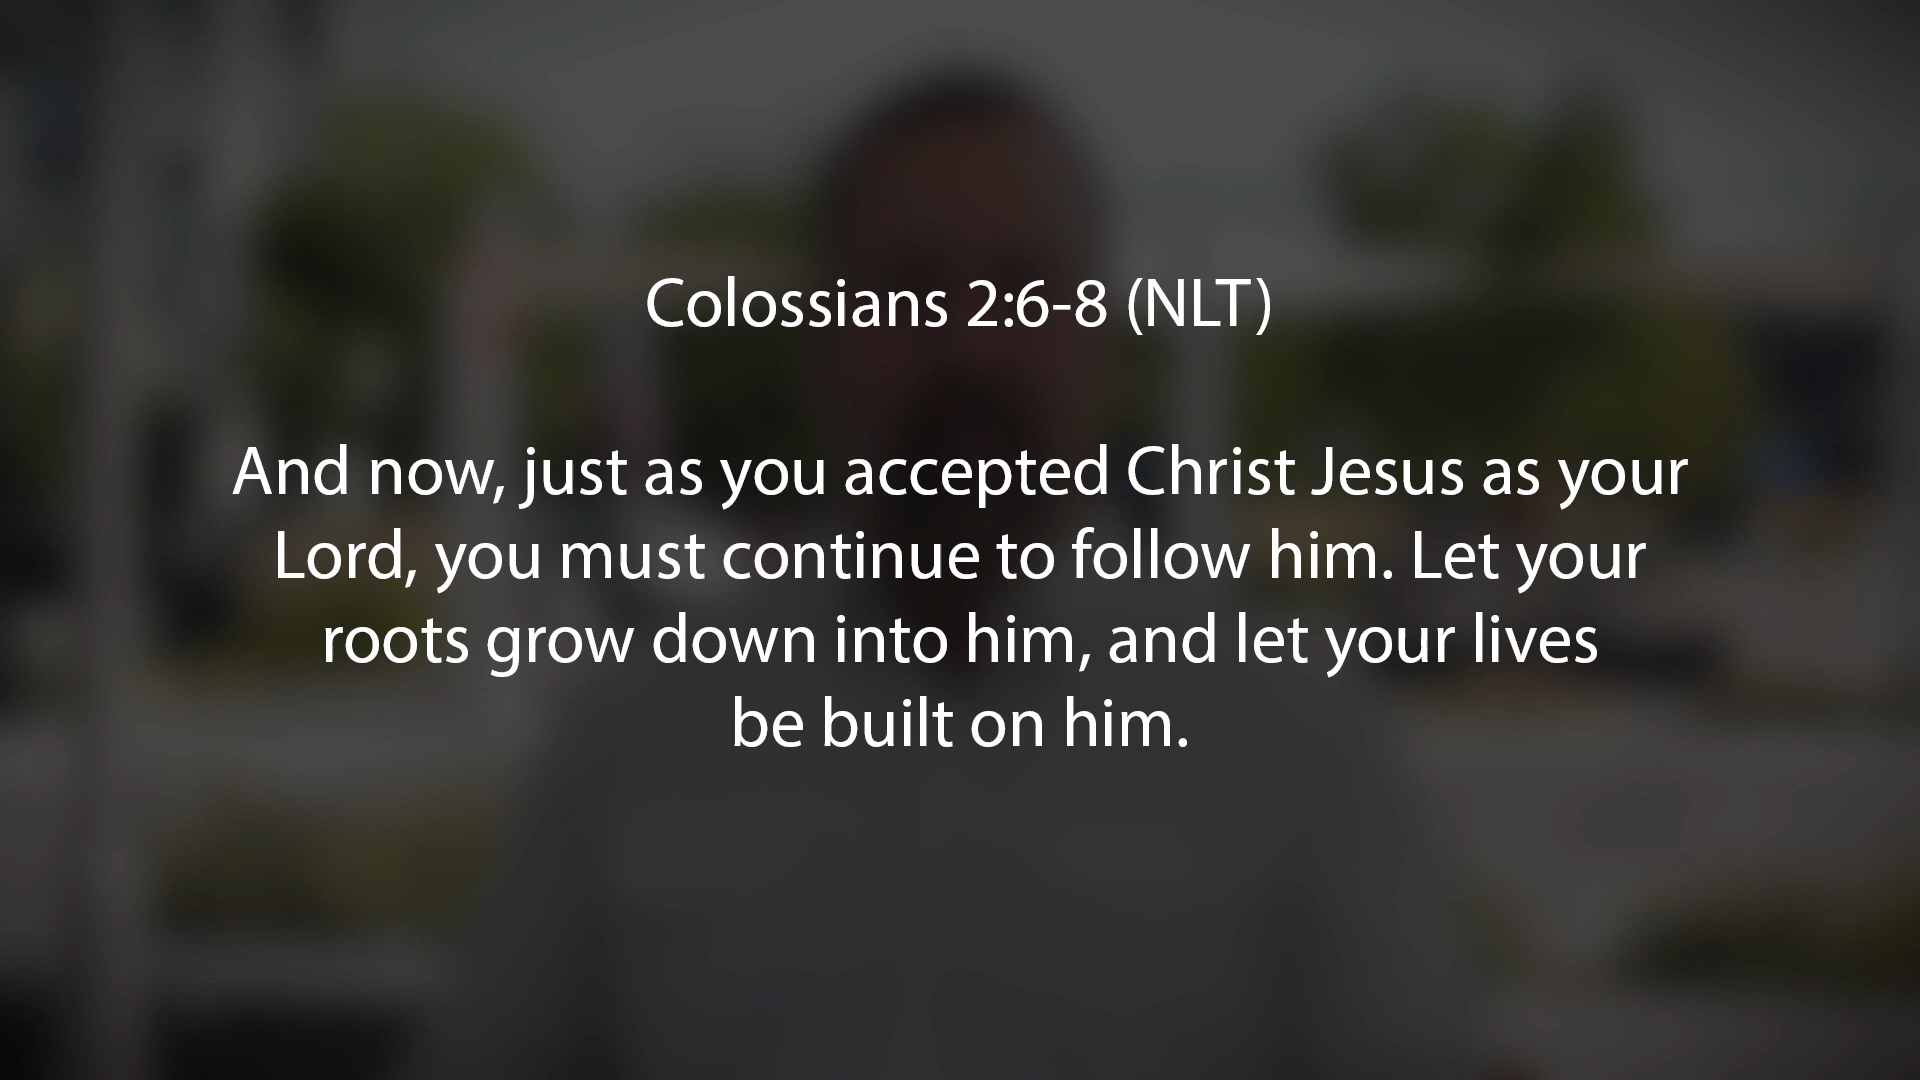 Colossians 2:6-8 (NLT)
And now, just as you accepted Christ Jesus as your
Lord, you must continue to follow him. Let your
roots grow down into him, and let your lives
be built on him.